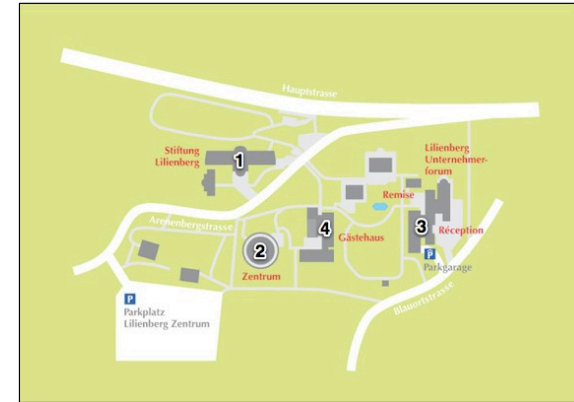 Hauptstrasse
Stiftung
Lilienberg
1
Lilienberg
Unternehmer-
forum
Remise
Arenenbergstrasse
4
3
Gästehaus
Réception
2
Zentrum
P
Parkgarage
Blauortstrasse
P
Parkplatz
Lilienberg Zentrum